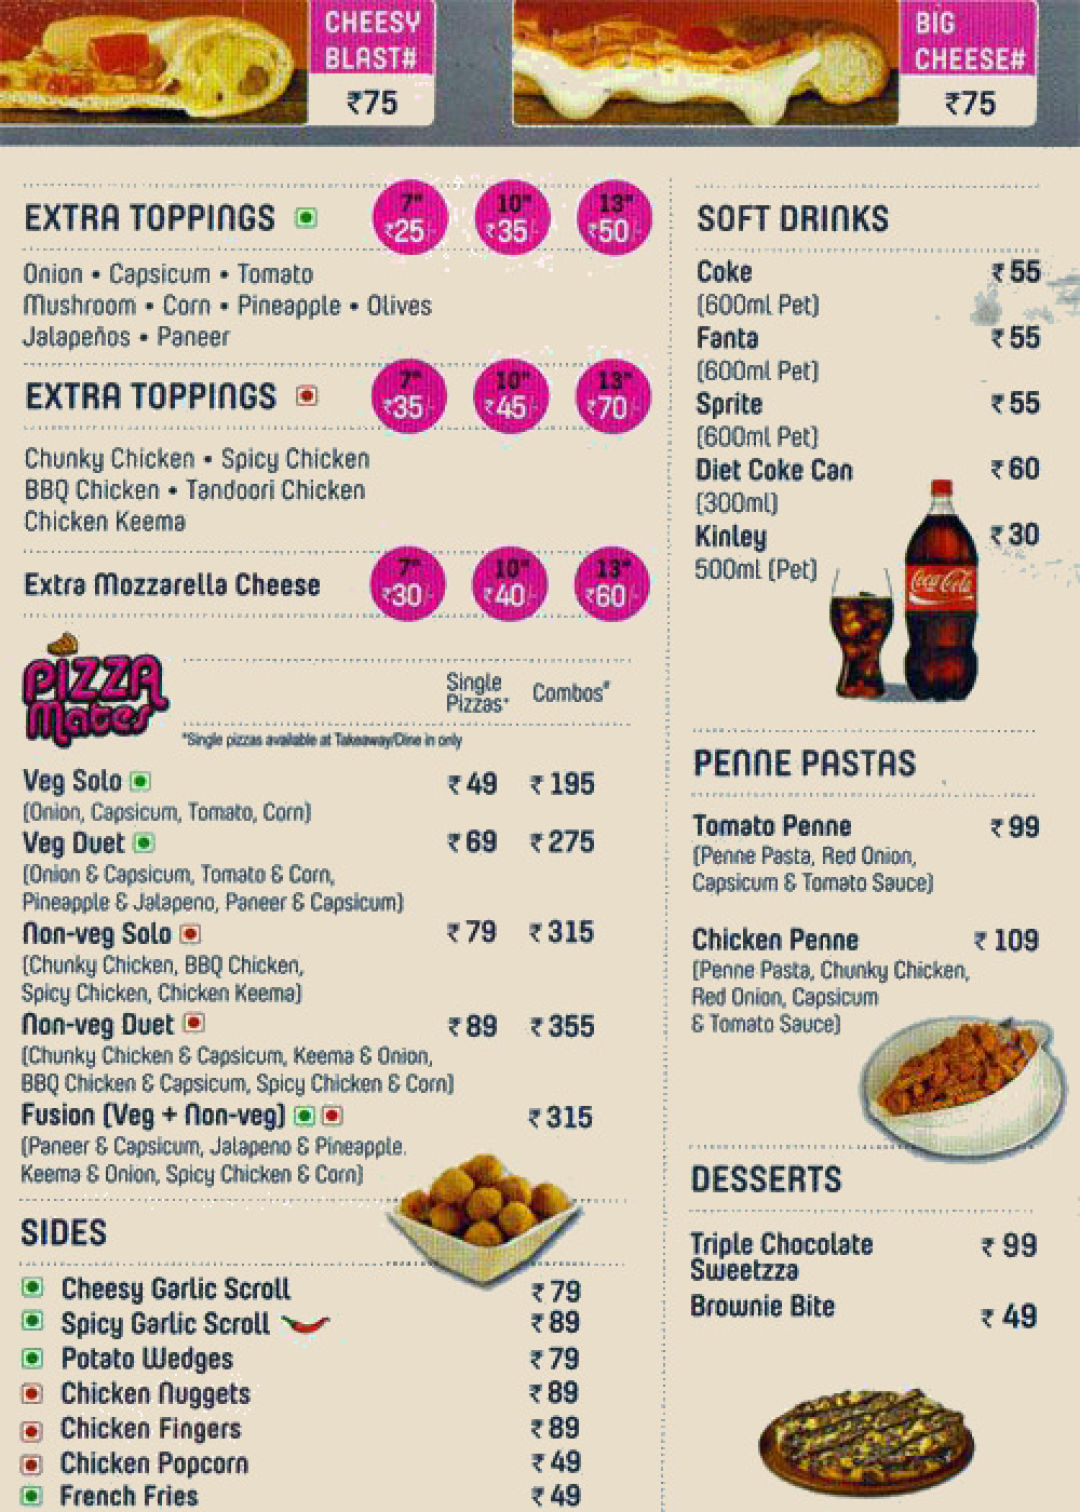 CHEESY
BLAST#
₹75
BIG
CHEESE#
₹75
EXTRA TOPPINGS
7"
₹25/-
10"
₹35/-
13"
₹50/-
Onion • Capsicum • Tomato
Mushroom • Corn • Pineapple • Olives
Jalapeños • Paneer
EXTRA TOPPINGS
7"
₹35/-
10"
₹45/-
13"
₹70/-
Chunky Chicken • Spicy Chicken
BBQ Chicken • Tandoori Chicken
Chicken Keema
Extra Mozzarella Cheese
7"
₹30/-
10"
₹40/-
13"
₹60/-
PIZZA
Mates
Single
Pizzas*
Combos#
*Single pizzas available at Takeaway/Dine in only
Veg Solo ₹49 ₹195
(Onion, Capsicum, Tomato, Corn)
Veg Duet ₹69 ₹275
(Onion & Capsicum, Tomato & Corn,
Pineapple & Jalapeno, Paneer & Capsicum)
Non-veg Solo ₹79 ₹315
(Chunky Chicken, BBQ Chicken,
Spicy Chicken, Chicken Keema)
Non-veg Duet ₹89 ₹355
(Chunky Chicken & Capsicum, Keema & Onion,
BBQ Chicken & Capsicum, Spicy Chicken & Corn)
Fusion (Veg + Non-veg) ₹315
(Paneer & Capsicum, Jalapeno & Pineapple.
Keema & Onion, Spicy Chicken & Corn)
SIDES
Cheesy Garlic Scroll ₹79
Spicy Garlic Scroll ₹89
Potato Wedges ₹79
Chicken Nuggets ₹89
Chicken Fingers ₹89
Chicken Popcorn ₹49
French Fries ₹49
SOFT DRINKS
Coke ₹55
(600ml Pet)
Fanta ₹55
(600ml Pet)
Sprite ₹55
(600ml Pet)
Diet Coke Can ₹60
(300ml)
Kinley ₹30
500ml (Pet)
Coca-Cola
PENNE PASTAS
Tomato Penne ₹99
(Penne Pasta, Red Onion,
Capsicum & Tomato Sauce)
Chicken Penne ₹109
(Penne Pasta, Chunky Chicken,
Red Onion, Capsicum
& Tomato Sauce)
DESSERTS
Triple Chocolate ₹99
Sweetzza
Brownie Bite ₹49